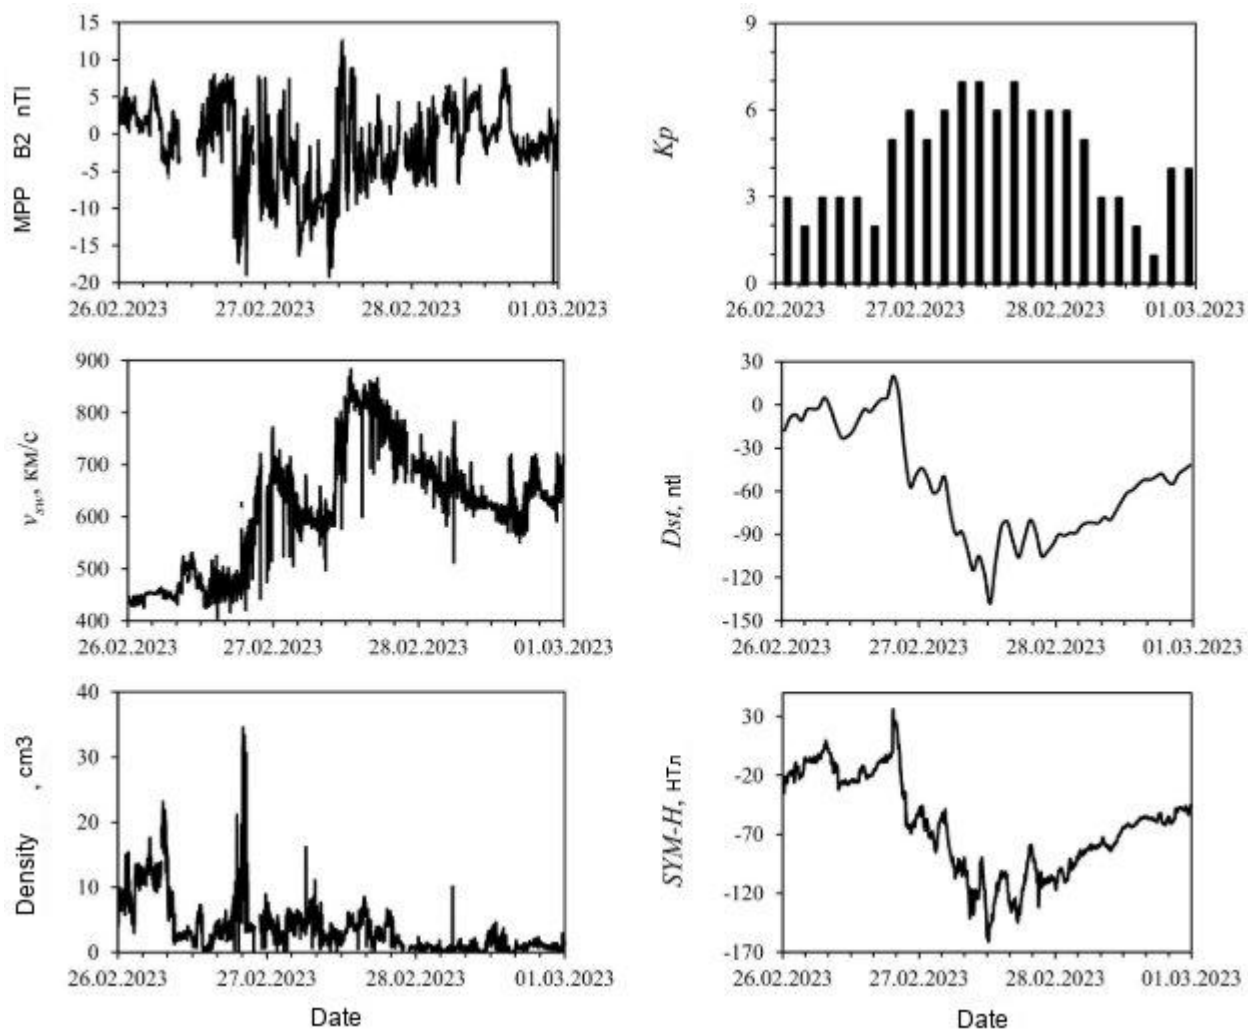 MPP B2 nTl
15
10
5
0
-5
-10
-15
-20
26.02.2023 27.02.2023 28.02.2023 01.03.2023
Kp
9
6
3
0
26.02.2023 27.02.2023 28.02.2023 01.03.2023
v_sw, КМ/с
900
800
700
600
500
400
26.02.2023 27.02.2023 28.02.2023 01.03.2023
Dst, ntl
30
0
-30
-60
-90
-120
-150
26.02.2023 27.02.2023 28.02.2023 01.03.2023
Density , cm3
40
30
20
10
0
26.02.2023 27.02.2023 28.02.2023 01.03.2023
Date
SYM-H, НТл
30
-20
-70
-120
-170
26.02.2023 27.02.2023 28.02.2023 01.03.2023
Date